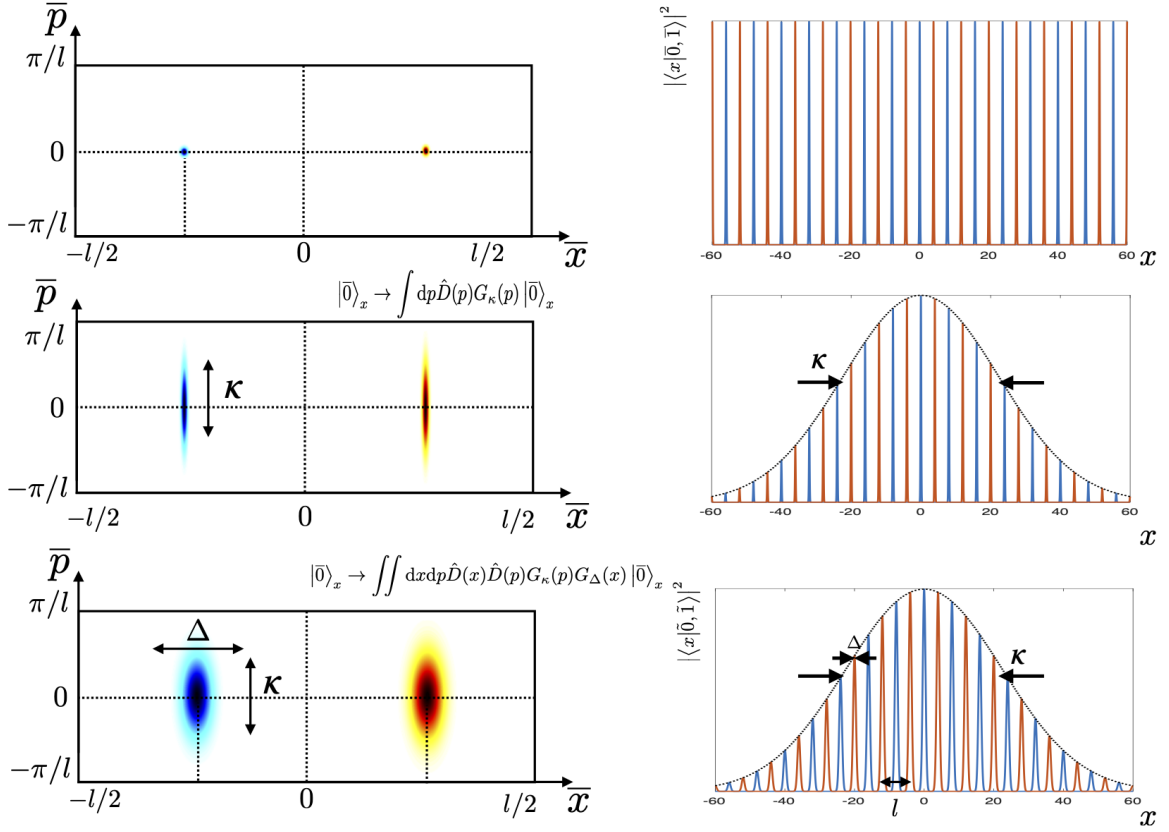 p̅
π/l
0
−π/l
−l/2 0 l/2 x̅
|⟨x|0̅, 1̅⟩|²
-60 -40 -20 0 20 40 60 x
|0̅⟩ₓ → ∫ dp D̂(p)G_κ(p) |0̅⟩ₓ
p̅
π/l
κ
0
−π/l
−l/2 0 l/2 x̅
κ
-60 -40 -20 0 20 40 60
x
|0̅⟩ₓ → ∬ dxdp D̂(x)D̂(p)G_κ(p)G_Δ(x) |0̅⟩ₓ
p̅
π/l
Δ
κ
0
−π/l
−l/2 0 l/2 x̅
|⟨x|0̃, 1̃⟩|²
Δ
κ
l
-60 -40 -20 0 20 40 60
x